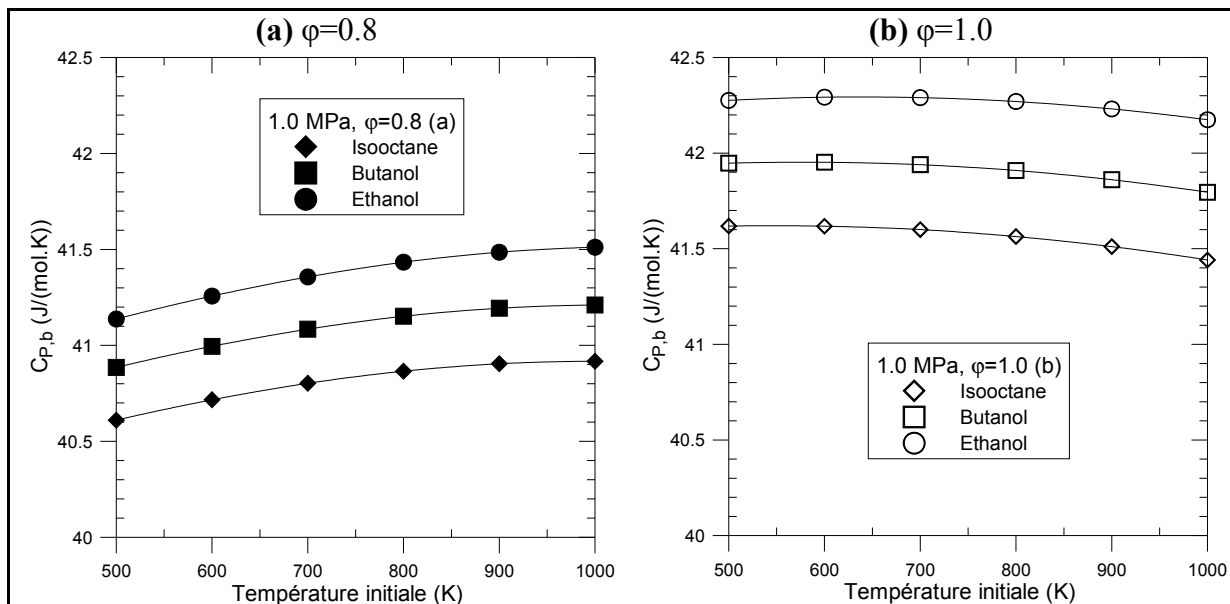 (a) φ=0.8
42.5
42
41.5
41
40.5
40
C_P,b (J/(mol.K))
1.0 MPa, φ=0.8 (a)
Isooctane
Butanol
Ethanol
500 600 700 800 900 1000
Température initiale (K)
(b) φ=1.0
42.5
42
41.5
41
40.5
40
C_P,b (J/(mol.K))
1.0 MPa, φ=1.0 (b)
Isooctane
Butanol
Ethanol
500 600 700 800 900 1000
Température initiale (K)